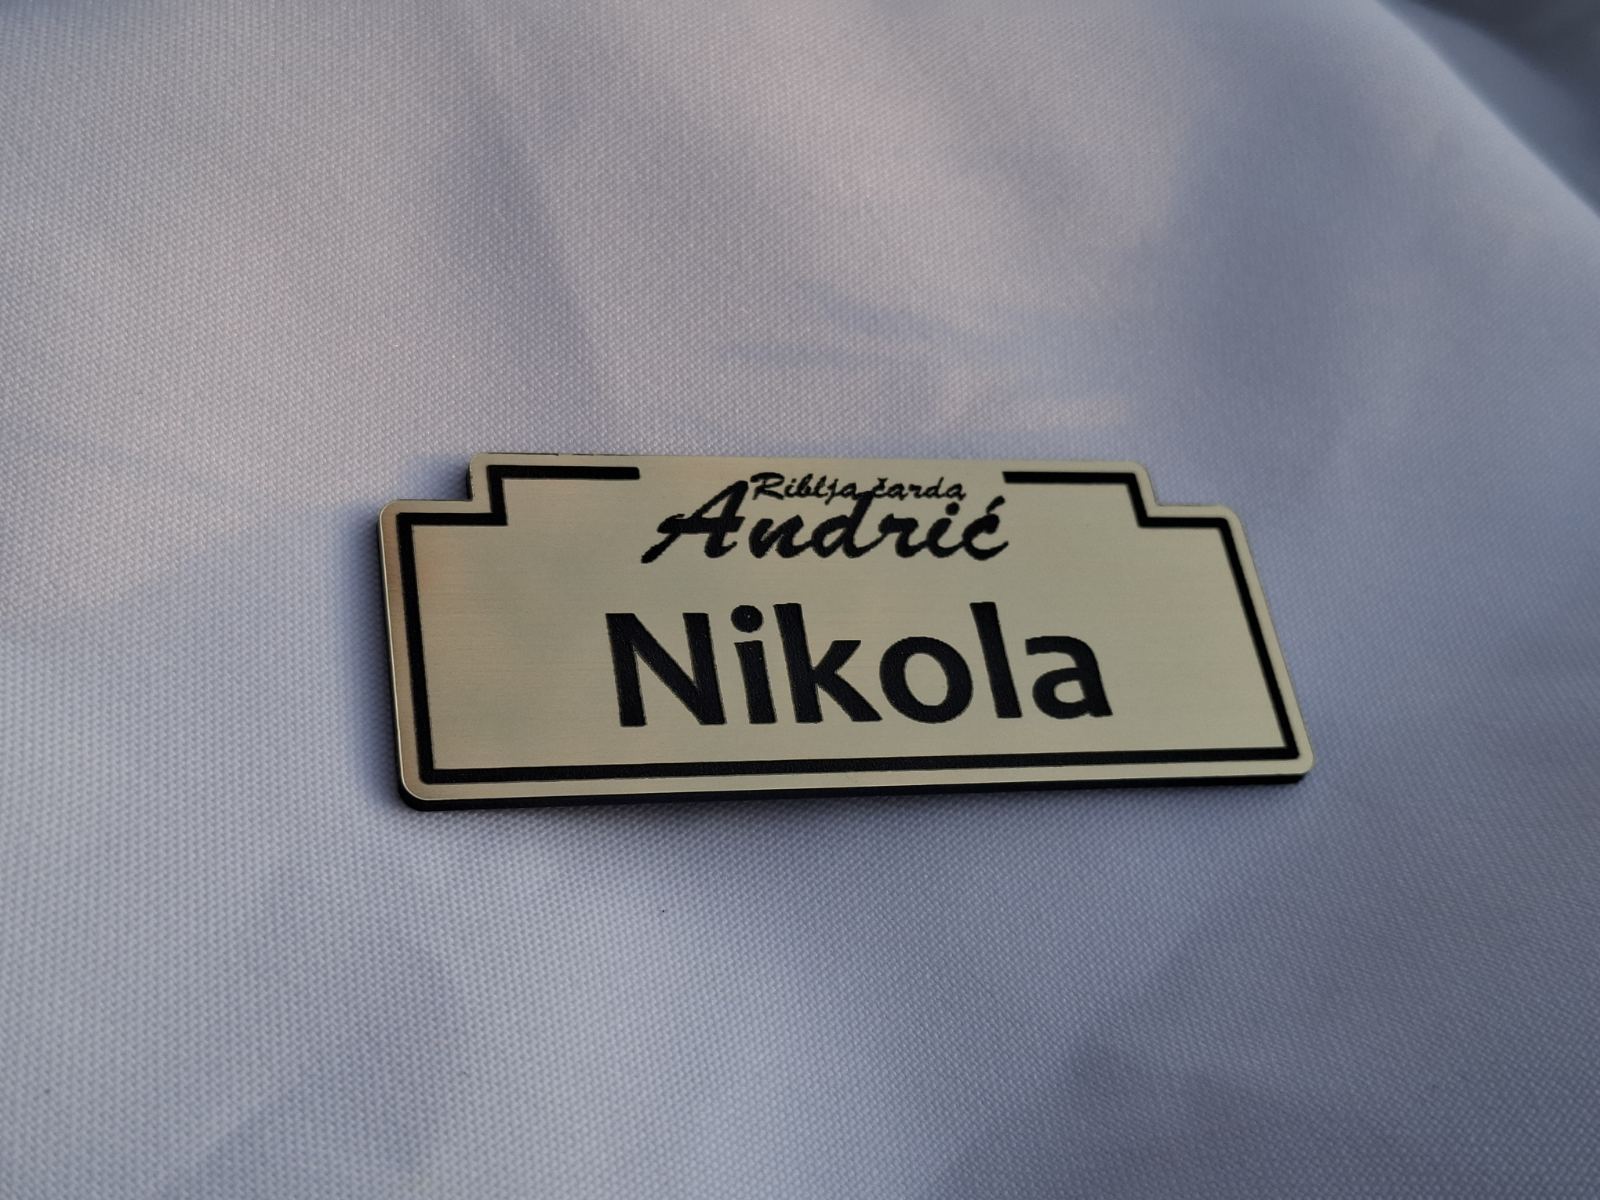 Riblja čarda
Andrić
Nikola